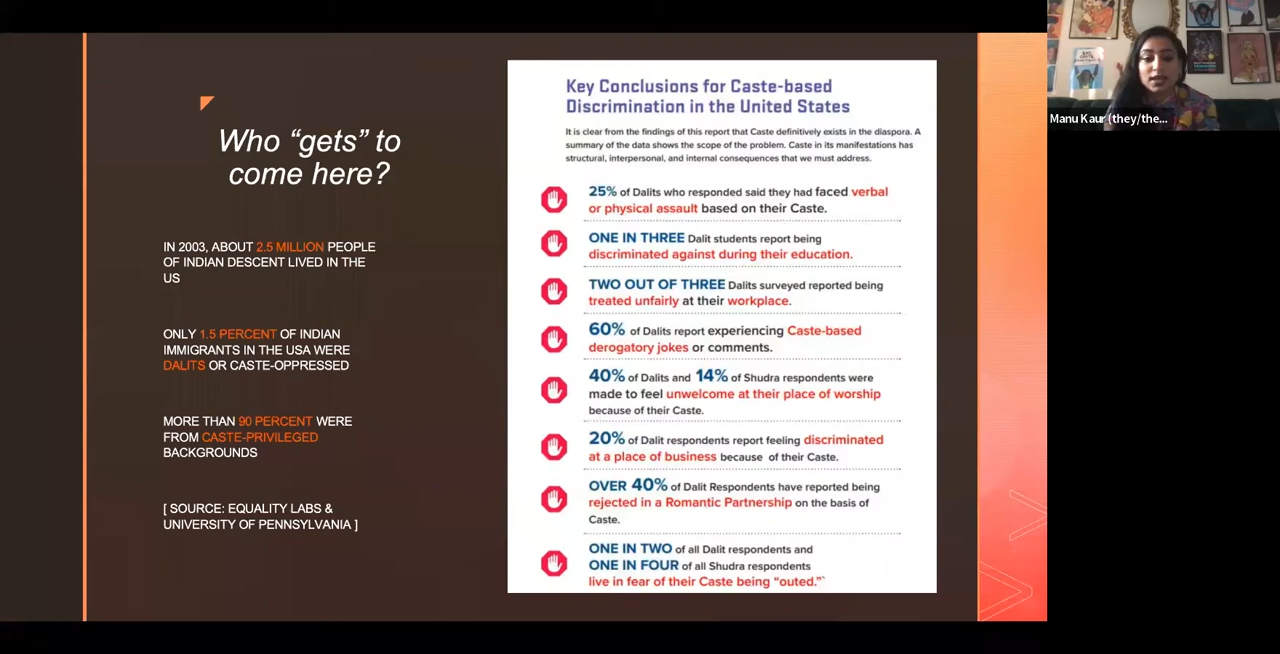 Who “gets” to
come here?
IN 2003, ABOUT 2.5 MILLION PEOPLE
OF INDIAN DESCENT LIVED IN THE
US
ONLY 1.5 PERCENT OF INDIAN
IMMIGRANTS IN THE USA WERE
DALITS OR CASTE-OPPRESSED
MORE THAN 90 PERCENT WERE
FROM CASTE-PRIVILEGED
BACKGROUNDS
[ SOURCE: EQUALITY LABS &
UNIVERSITY OF PENNSYLVANIA ]
Key Conclusions for Caste-based
Discrimination in the United States
It is clear from the findings of this report that Caste definitively exists in the diaspora. A
summary of the data shows the scope of the problem. Caste in its manifestations has
structural, interpersonal, and internal consequences that we must address.
25% of Dalits who responded said they had faced verbal
or physical assault based on their Caste.
ONE IN THREE Dalit students report being
discriminated against during their education.
TWO OUT OF THREE Dalits surveyed reported being
treated unfairly at their workplace.
60% of Dalits report experiencing Caste-based
derogatory jokes or comments.
40% of Dalits and 14% of Shudra respondents were
made to feel unwelcome at their place of worship
because of their Caste.
20% of Dalit respondents report feeling discriminated
at a place of business because of their Caste.
OVER 40% of Dalit Respondents have reported being
rejected in a Romantic Partnership on the basis of
Caste.
ONE IN TWO of all Dalit respondents and
ONE IN FOUR of all Shudra respondents
live in fear of their Caste being “outed.”`
Manu Kaur (they/the...